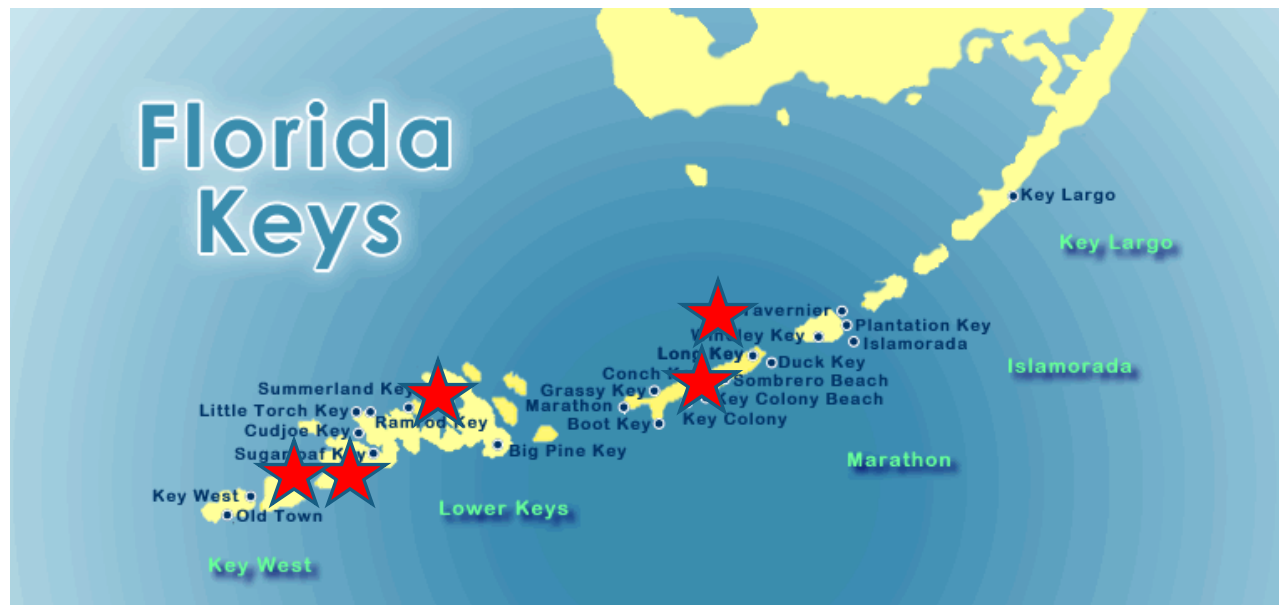 Florida
Keys
Key Largo
Key Largo
Plantation Key
Key
Islamorada
Long Key
Duck Key
Islamorada
Conch
Sombrero Beach
Summerland
Grassy Key
Key Colony Beach
Little Torch Key
Marathon
Ramrod Key
Key Colony
Cudjoe Key
Boot Key
Big Pine Key
Marathon
Key West
Lower Keys
Old Town
Key West